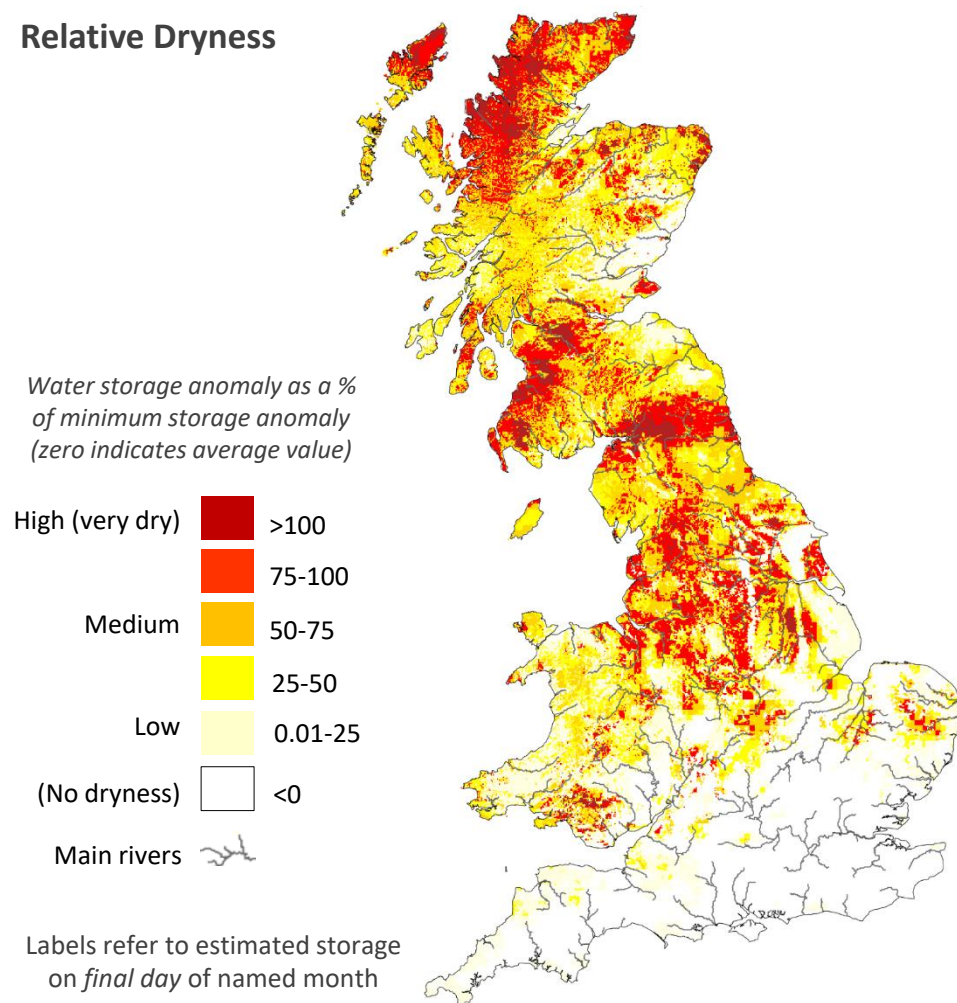 Relative Dryness
Water storage anomaly as a %
of minimum storage anomaly
(zero indicates average value)
High (very dry) >100
75-100
Medium 50-75
25-50
Low 0.01-25
(No dryness) <0
Main rivers
Labels refer to estimated storage
on final day of named month